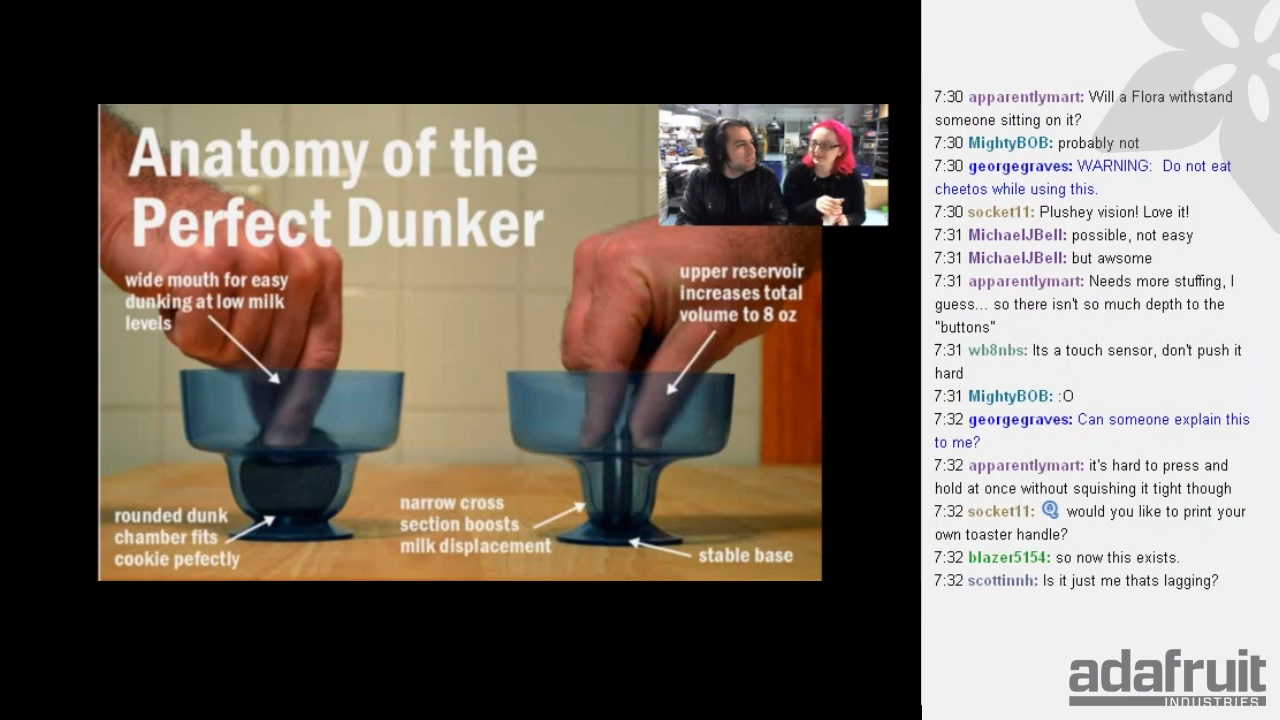 Anatomy of the
Perfect Dunker
wide mouth for easy
dunking at low milk
levels
upper reservoir
increases total
volume to 8 oz
rounded dunk
chamber fits
cookie pefectly
narrow cross
section boosts
milk displacement
stable base
7:30 apparentlymart: Will a Flora withstand
someone sitting on it?
7:30 MightyBOB: probably not
7:30 georgegraves: WARNING: Do not eat
cheetos while using this.
7:30 socket11: Plushey vision! Love it!
7:31 MichaelJBell: possible, not easy
7:31 MichaelJBell: but awsome
7:31 apparentlymart: Needs more stuffing, I
guess... so there isn't so much depth to the
"buttons"
7:31 wb8nbs: Its a touch sensor, don't push it
hard
7:31 MightyBOB: :O
7:32 georgegraves: Can someone explain this
to me?
7:32 apparentlymart: it's hard to press and
hold at once without squishing it tight though
7:32 socket11: would you like to print your
own toaster handle?
7:32 blazer5154: so now this exists.
7:32 scottinnh: Is it just me thats lagging?
adafruit
INDUSTRIES